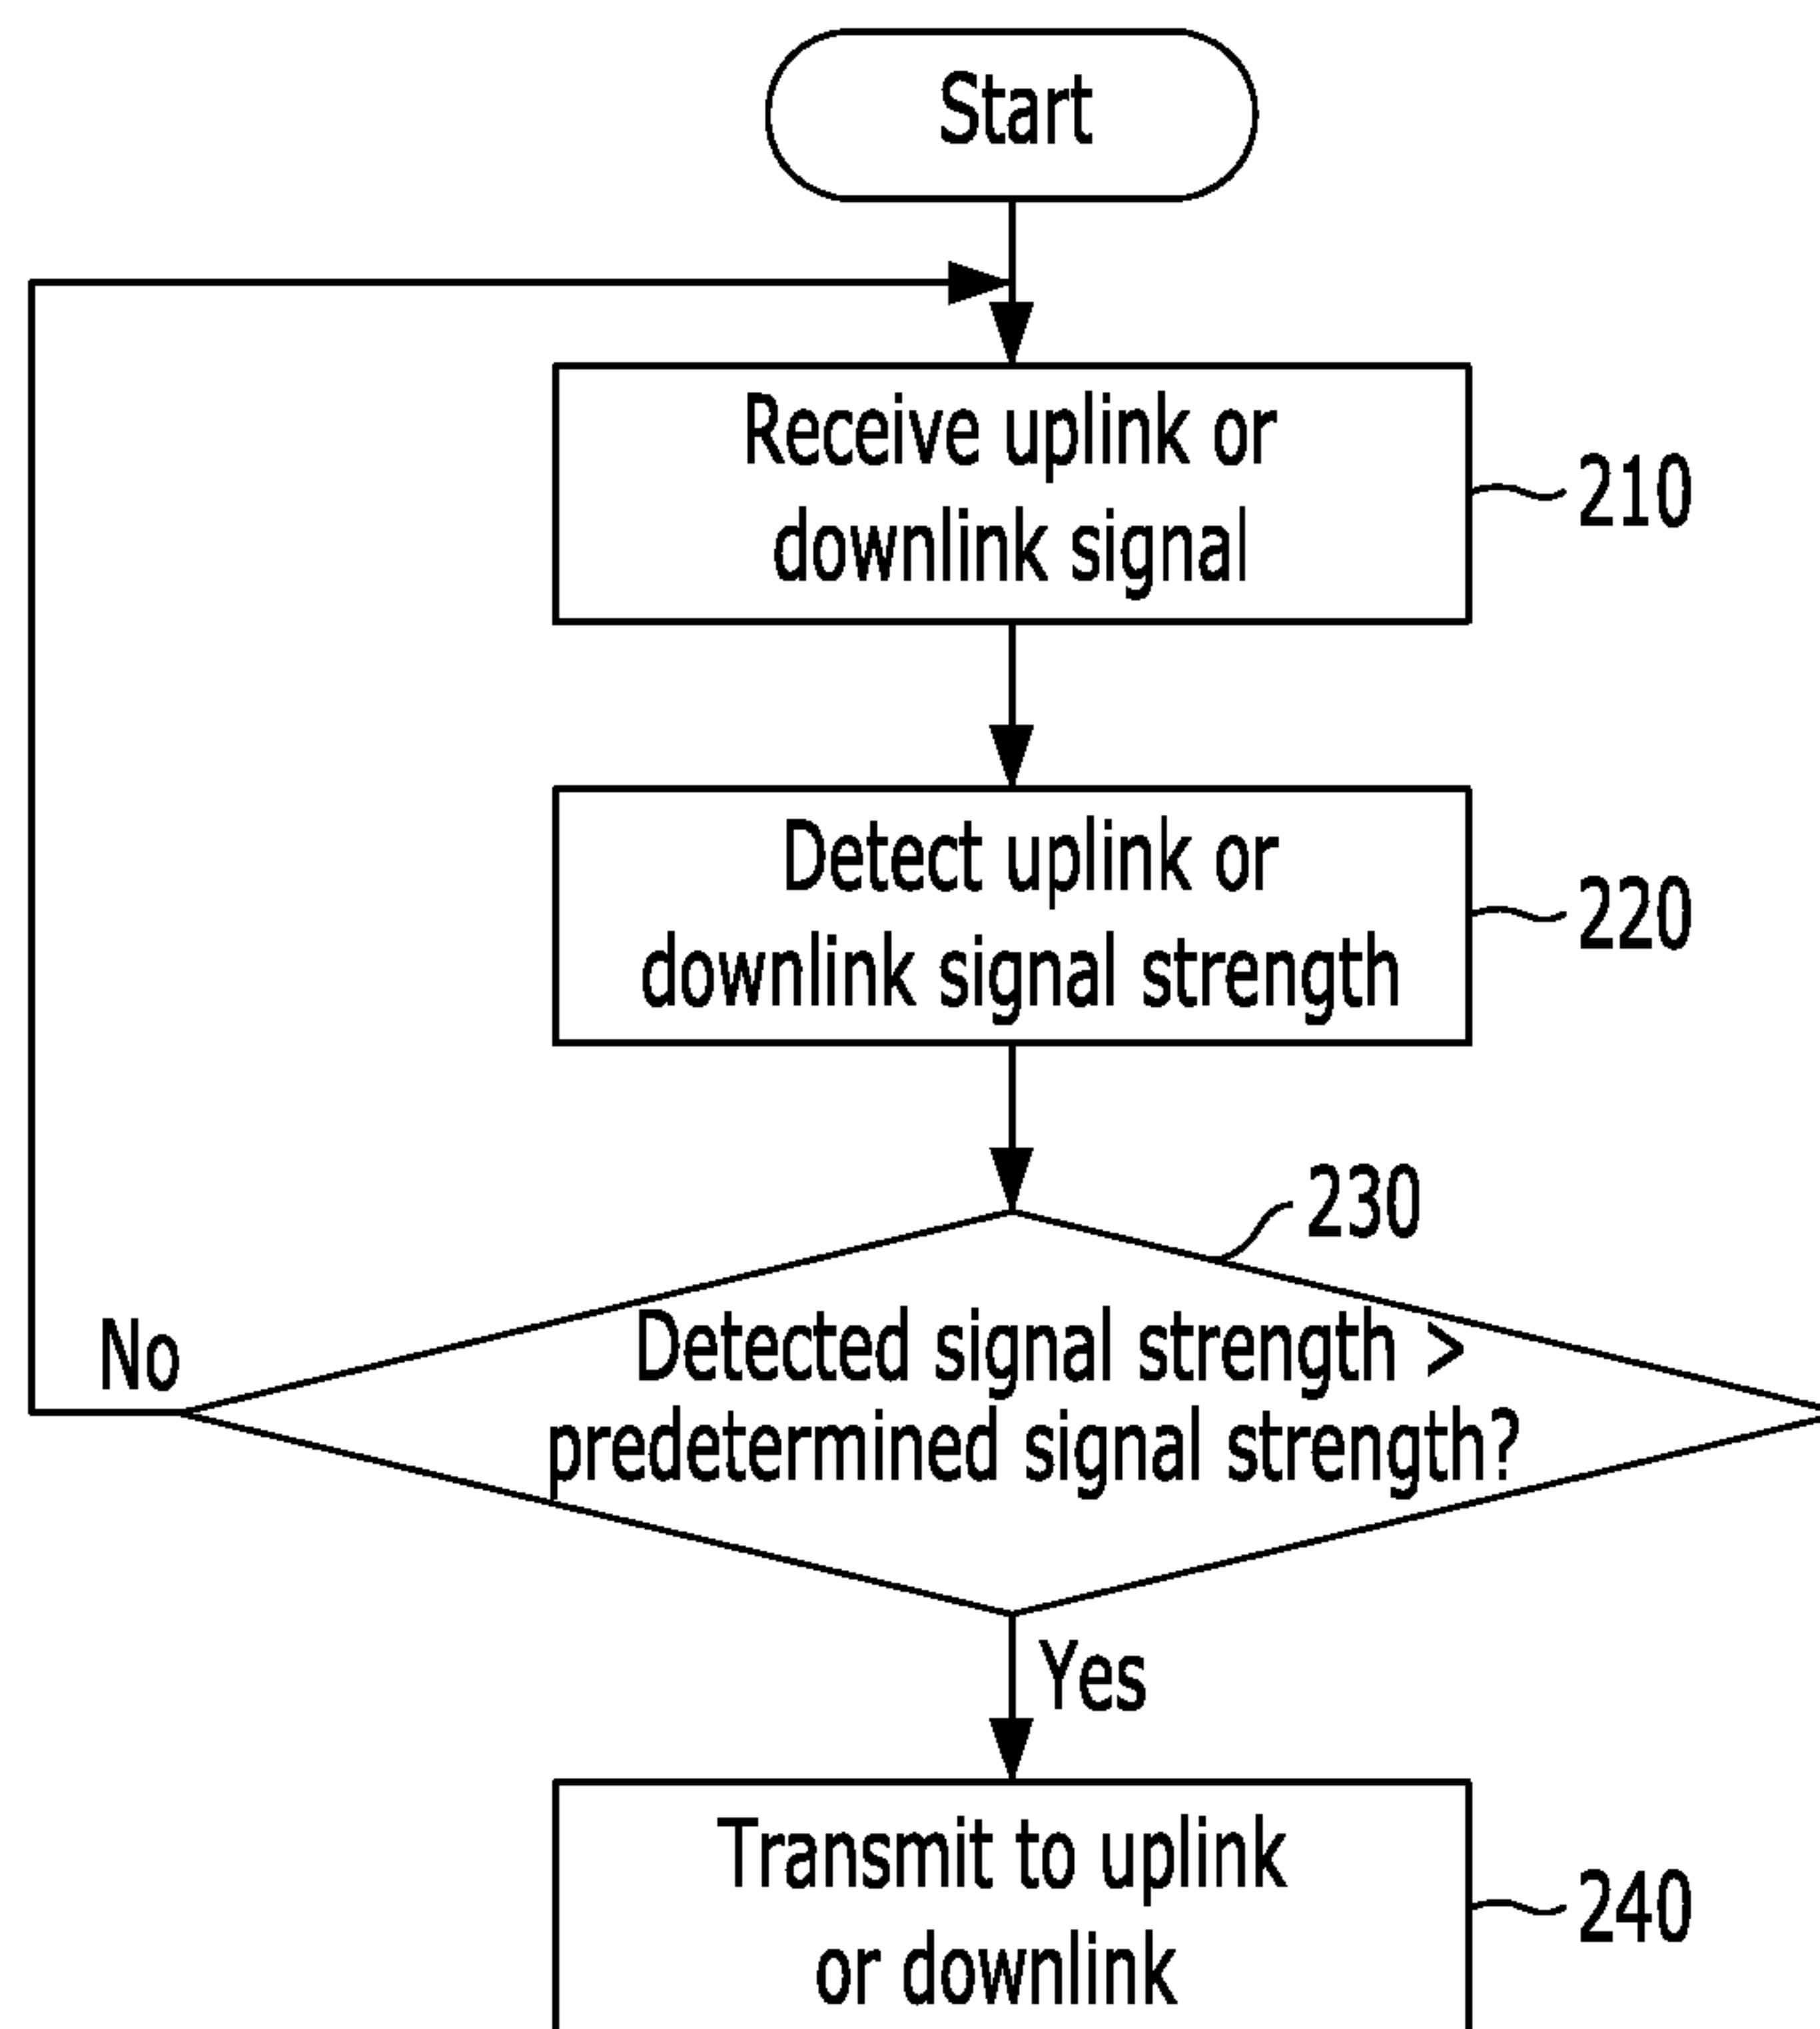 Start
Receive uplink or
downlink signal
210
Detect uplink or
downlink signal strength
220
230
Detected signal strength >
predetermined signal strength?
No
Yes
Transmit to uplink
or downlink
240